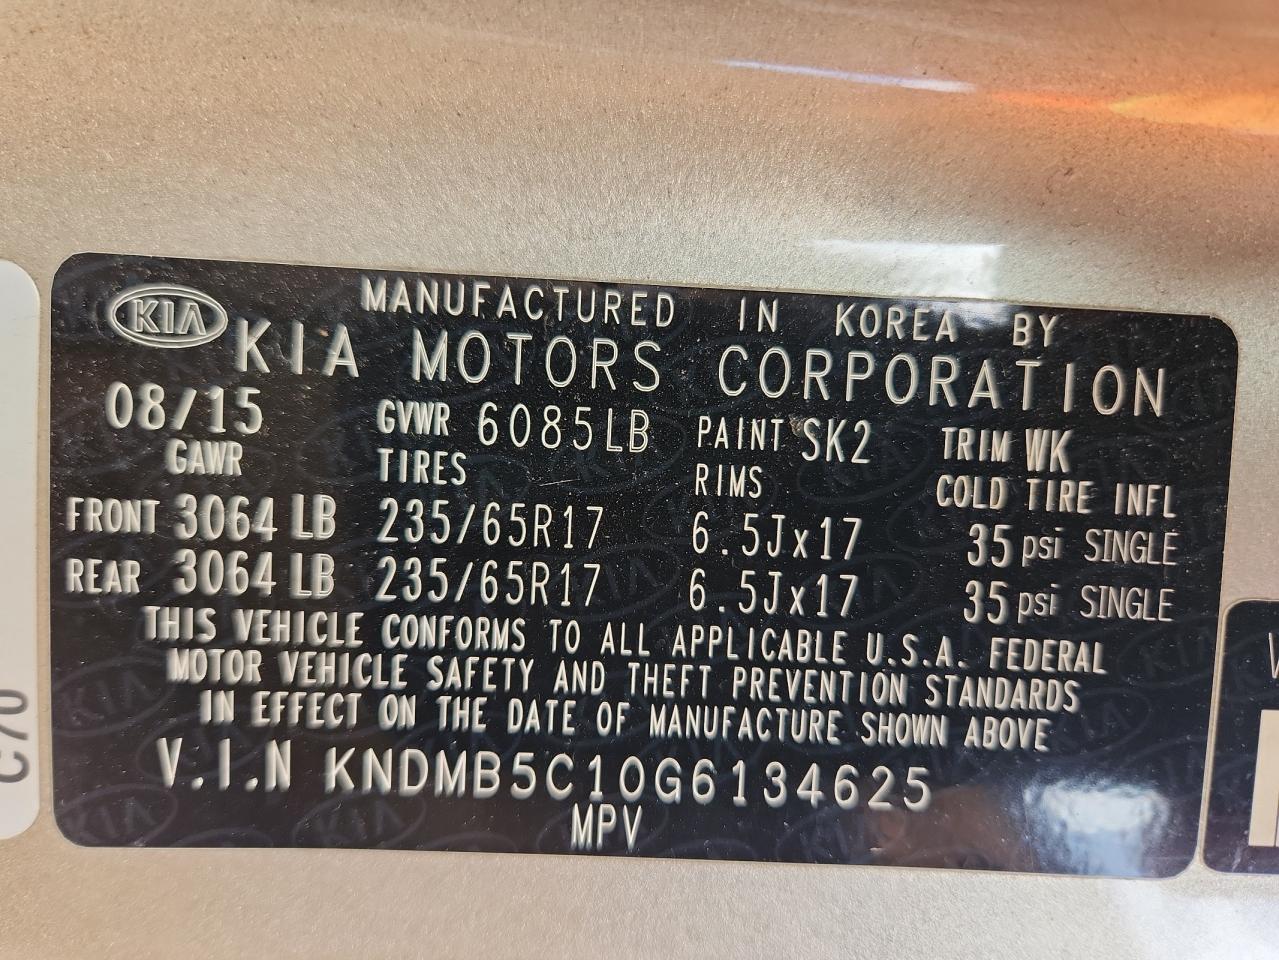 KIA
MANUFACTURED IN KOREA BY
KIA MOTORS CORPORATION
08/15 GVWR 6085LB PAINT SK2 TRIM WK
GAWR TIRES RIMS COLD TIRE INFL
FRONT 3064 LB 235/65R17 6.5Jx17 35 psi SINGLE
REAR 3064 LB 235/65R17 6.5Jx17 35 psi SINGLE
THIS VEHICLE CONFORMS TO ALL APPLICABLE U.S.A. FEDERAL
MOTOR VEHICLE SAFETY AND THEFT PREVENTION STANDARDS
IN EFFECT ON THE DATE OF MANUFACTURE SHOWN ABOVE
V.I.N KNDMB5C10G6134625
MPV